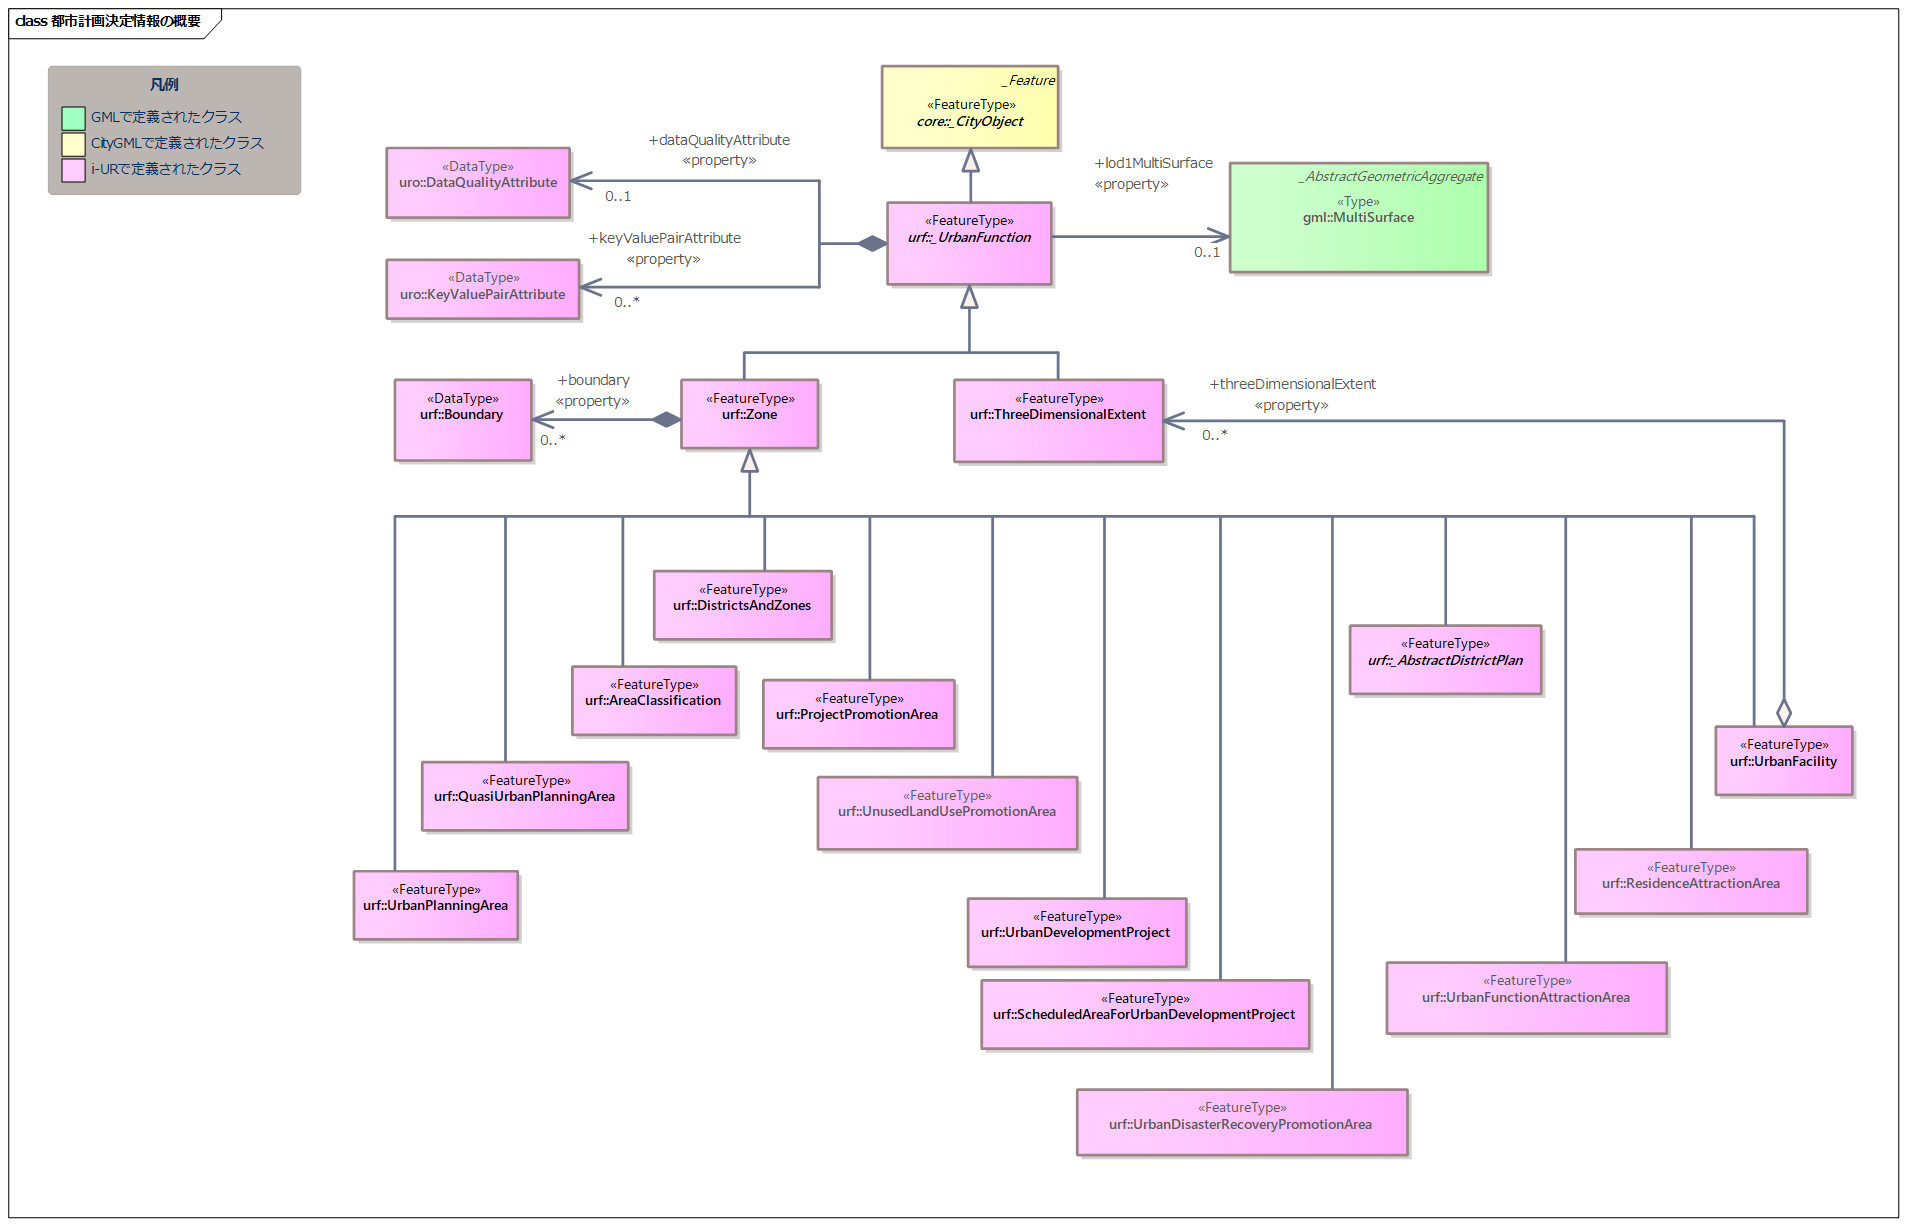 class 都市計画決定情報の概要
凡例
GMLで定義されたクラス
CityGMLで定義されたクラス
i-URで定義されたクラス
_Feature
«FeatureType»
core::_CityObject
+dataQualityAttribute
«property»
0..1
«DataType»
uro::DataQualityAttribute
+lod1MultiSurface
«property»
0..1
_AbstractGeometricAggregate
«Type»
gml::MultiSurface
«FeatureType»
urf::_UrbanFunction
+keyValuePairAttribute
«property»
0..*
«DataType»
uro::KeyValuePairAttribute
+boundary
«property»
0..*
«DataType»
urf::Boundary
«FeatureType»
urf::Zone
«FeatureType»
urf::ThreeDimensionalExtent
+threeDimensionalExtent
«property»
0..*
«FeatureType»
urf::DistrictsAndZones
«FeatureType»
urf::_AbstractDistrictPlan
«FeatureType»
urf::AreaClassification
«FeatureType»
urf::ProjectPromotionArea
«FeatureType»
urf::UrbanFacility
«FeatureType»
urf::QuasiUrbanPlanningArea
«FeatureType»
urf::UnusedLandUsePromotionArea
«FeatureType»
urf::ResidenceAttractionArea
«FeatureType»
urf::UrbanPlanningArea
«FeatureType»
urf::UrbanDevelopmentProject
«FeatureType»
urf::UrbanFunctionAttractionArea
«FeatureType»
urf::ScheduledAreaForUrbanDevelopmentProject
«FeatureType»
urf::UrbanDisasterRecoveryPromotionArea